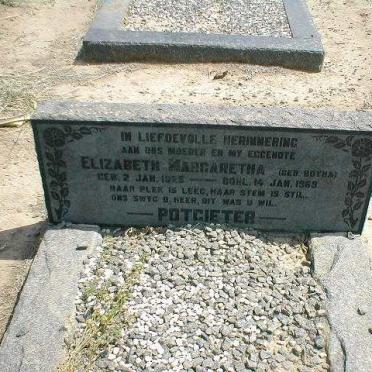 IN LIEFDEVOLLE HERINNERING
AAN ONS MOEDER EN MY EGGENOTE
ELIZABETH MARGARETHA (GEB. BOTHA)
GEB. 2 JAN. OORL. 14 JAN. 1969
HAAR PLEK IS LEEG, HAAR STEM IS STIL.
ONS SWYG O, HEER, DIT WAS U WIL.
POTGIETER